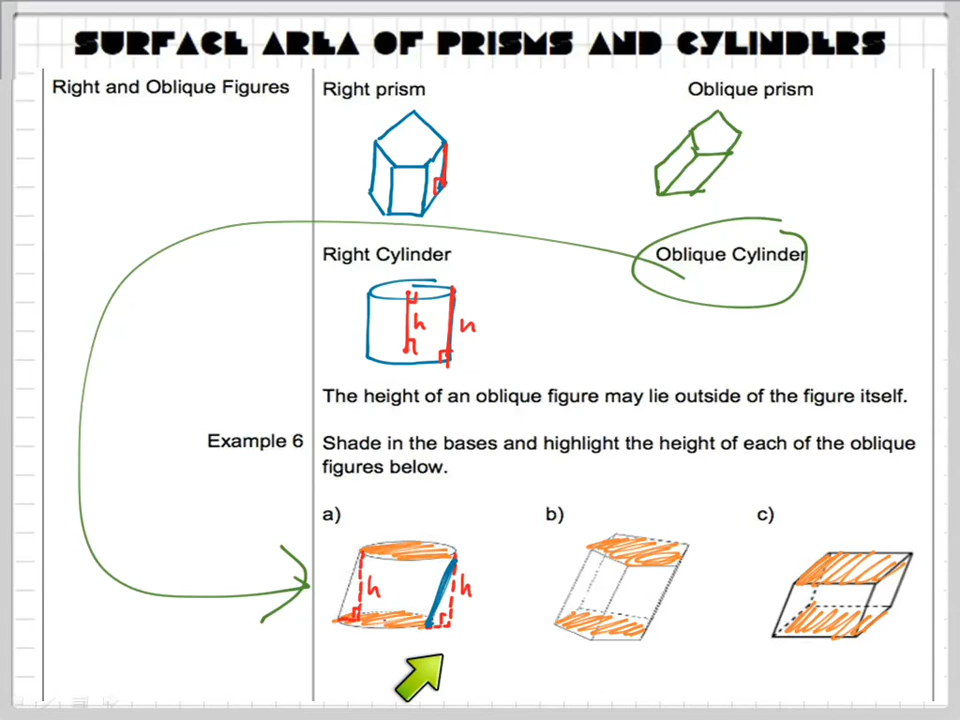 SURFACE AREA OF PRISMS AND CYLINDERS
Right and Oblique Figures
Right prism
Oblique prism
Right Cylinder
Oblique Cylinder
h
h
The height of an oblique figure may lie outside of the figure itself.
Example 6
Shade in the bases and highlight the height of each of the oblique
figures below.
a)
b)
c)
h
h